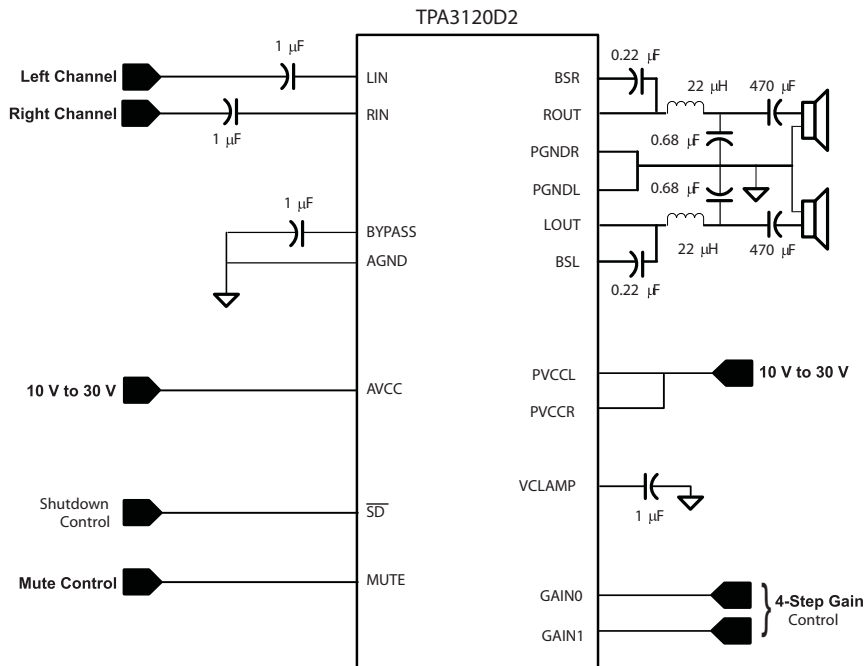 TPA3120D2
1 μF
Left Channel
LIN
Right Channel
RIN
1 μF
1 μF
BYPASS
AGND
10 V to 30 V
AVCC
Shutdown
Control
SD
Mute Control
MUTE
0.22 μF
BSR
22 μH
470 μF
ROUT
0.68 μF
PGNDR
PGNDL
0.68 μF
LOUT
22 μH
470
μF
BSL
0.22 μF
PVCCL
10 V to 30 V
PVCCR
VCLAMP
1 μF
GAIN0
4-Step Gain
Control
GAIN1